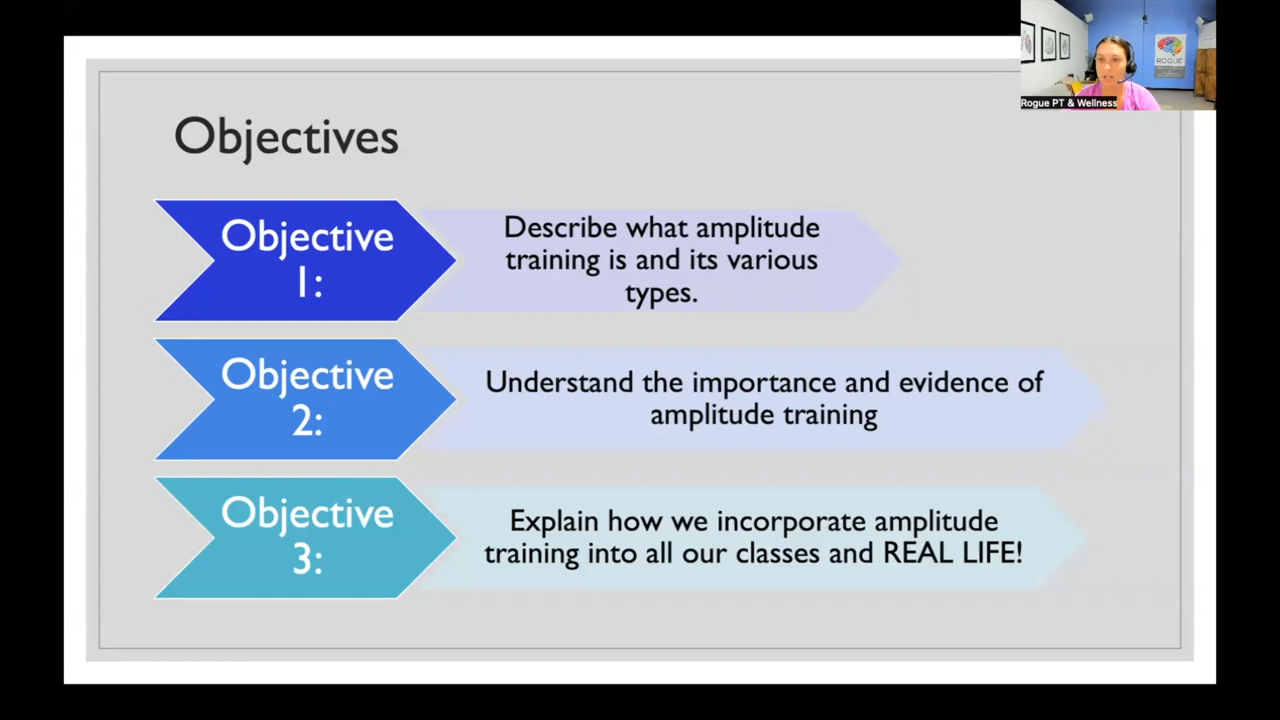 Objectives
Objective
1:
Describe what amplitude
training is and its various
types.
Objective
2:
Understand the importance and evidence of
amplitude training
Objective
3:
Explain how we incorporate amplitude
training into all our classes and REAL LIFE!
ROGUE
Rogue PT & Wellness